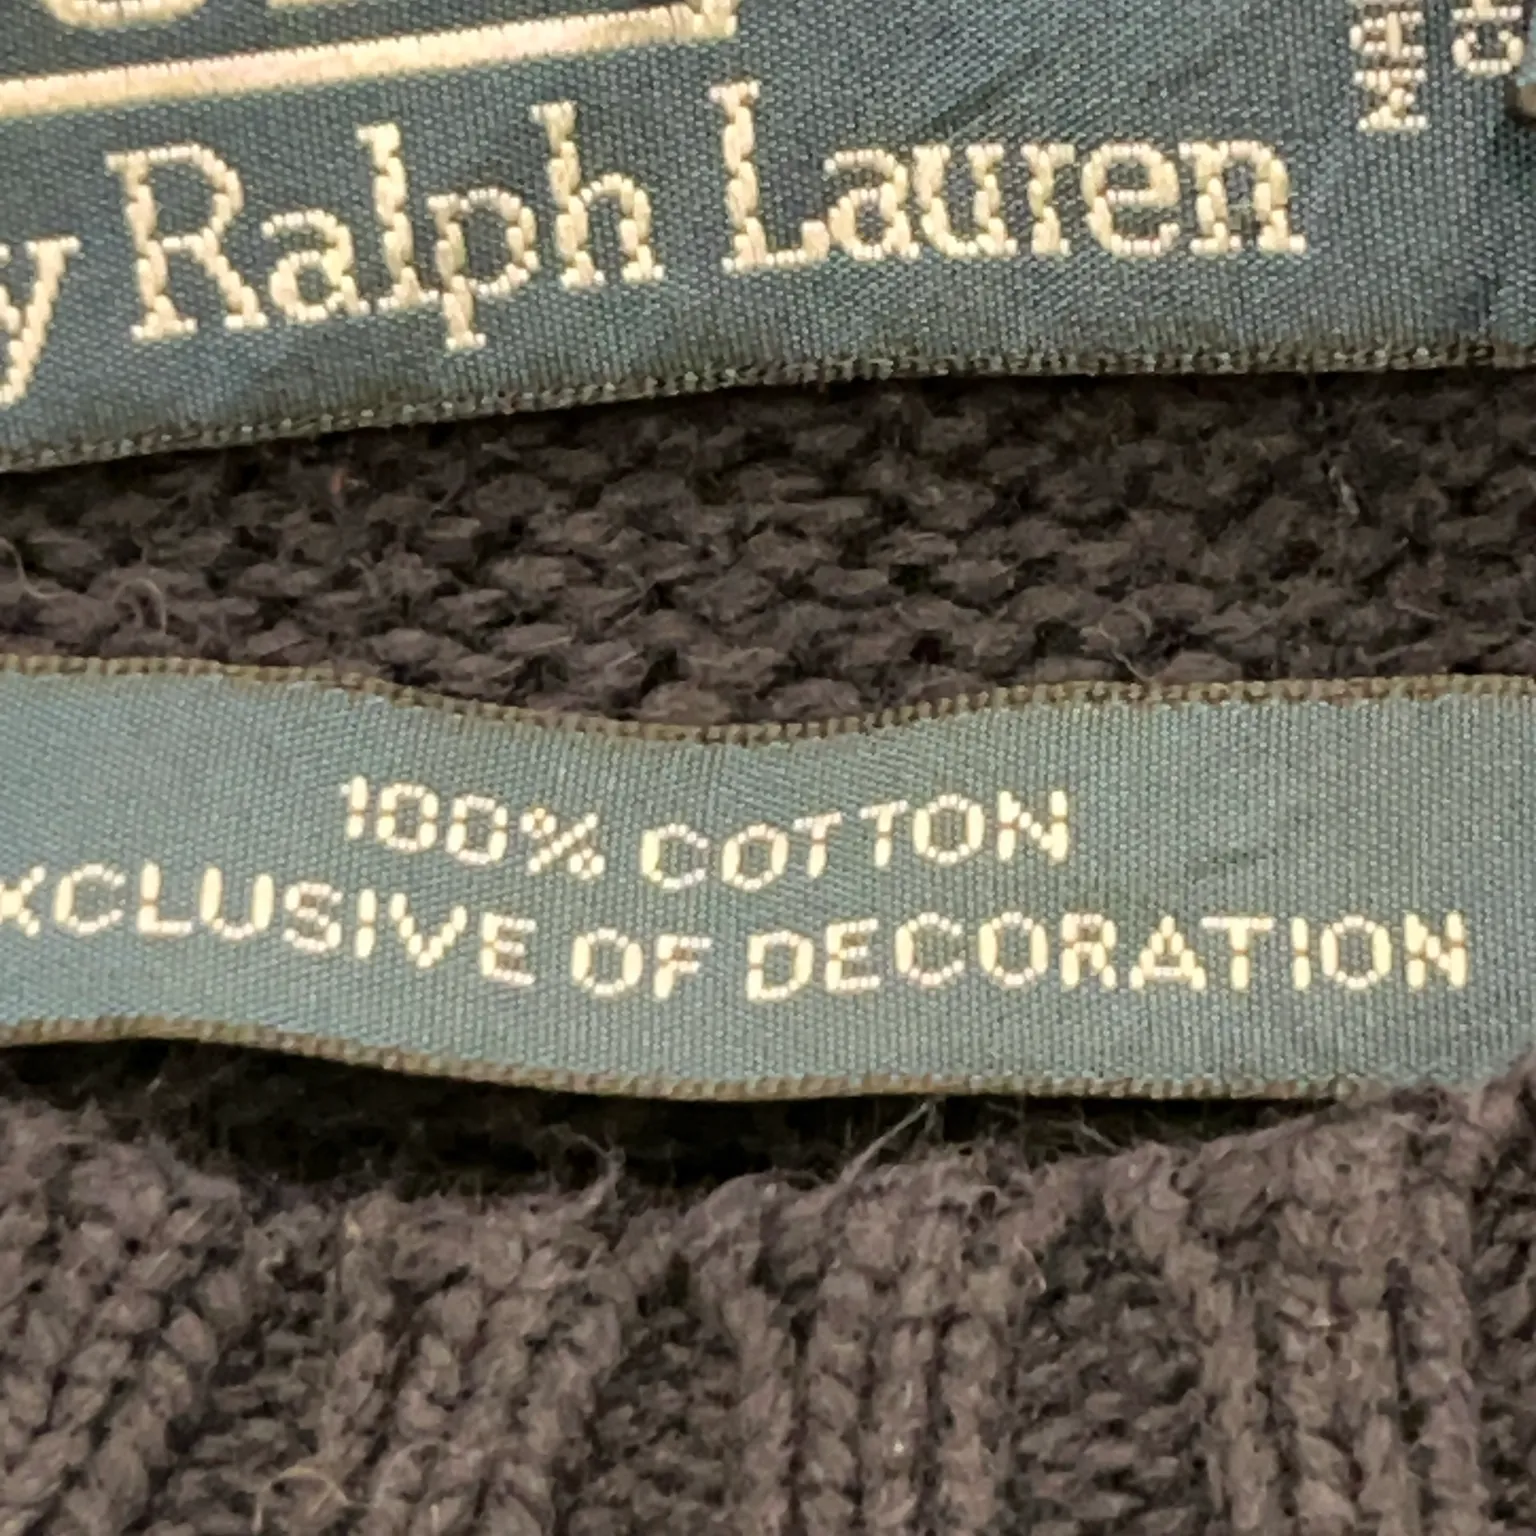 y Ralph Lauren
100% COTTON
XCLUSIVE OF DECORATION